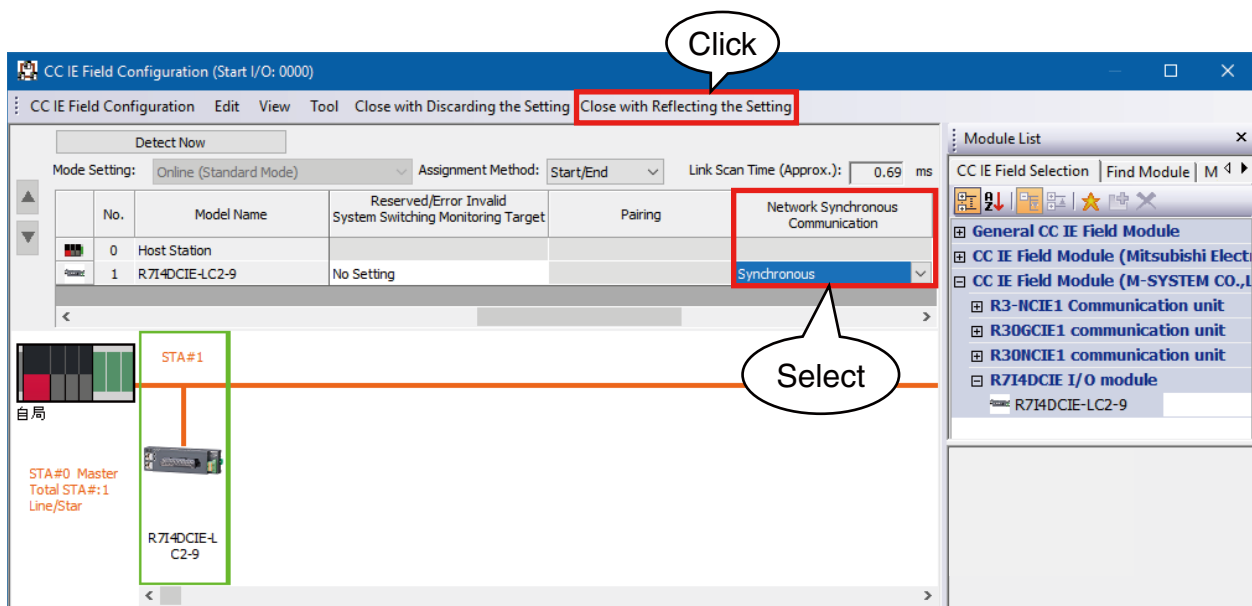 Click
CC IE Field Configuration (Start I/O: 0000)
CC IE Field Configuration Edit View Tool Close with Discarding the Setting Close with Reflecting the Setting
Detect Now
Mode Setting: Online (Standard Mode) Assignment Method: Start/End Link Scan Time (Approx.): 0.69 ms
No. Model Name Reserved/Error Invalid System Switching Monitoring Target Pairing Network Synchronous Communication
0 Host Station
1 R7I4DCIE-LC2-9 No Setting Synchronous
Select
STA#1
自局
STA#0 Master
Total STA#:1
Line/Star
R7I4DCIE-L
C2-9
Module List
CC IE Field Selection Find Module M
General CC IE Field Module
CC IE Field Module (Mitsubishi Elect
CC IE Field Module (M-SYSTEM CO.,L
R3-NCIE1 Communication unit
R30GCIE1 communication unit
R30NCIE1 communication unit
R7I4DCIE I/O module
R7I4DCIE-LC2-9